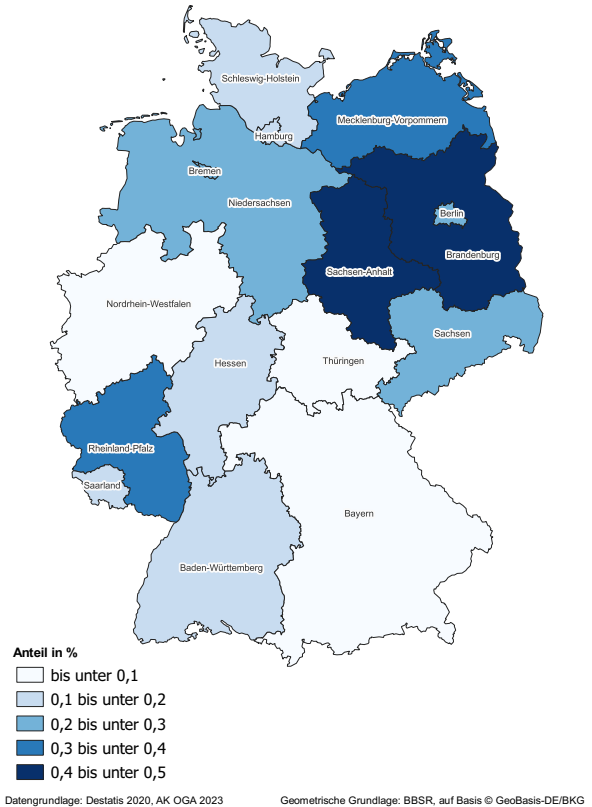 Schleswig-Holstein
Mecklenburg-Vorpommern
Hamburg
Bremen
Niedersachsen
Berlin
Brandenburg
Sachsen-Anhalt
Nordrhein-Westfalen
Sachsen
Thüringen
Hessen
Rheinland-Pfalz
Saarland
Bayern
Baden-Württemberg
Anteil in %
bis unter 0,1
0,1 bis unter 0,2
0,2 bis unter 0,3
0,3 bis unter 0,4
0,4 bis unter 0,5
Datengrundlage: Destatis 2020, AK OGA 2023
Geometrische Grundlage: BBSR, auf Basis © GeoBasis-DE/BKG